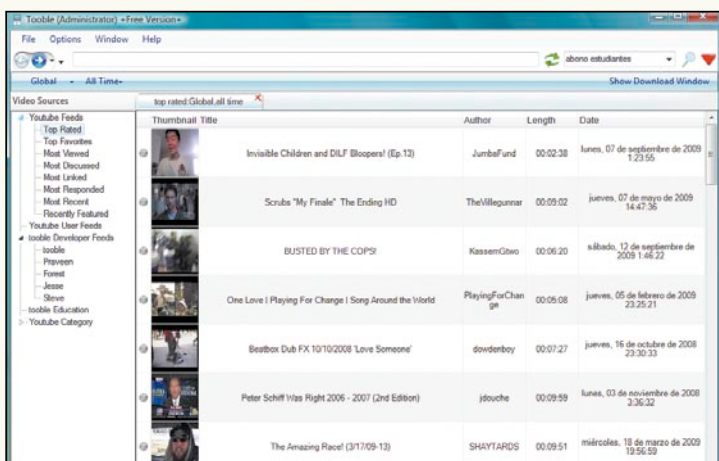 Tooble (Administrator) »Free Version«
File Options Window Help
abono estudiantes
Global All Time
Show Download Window
Video Sources
top rated:Global,all time
Youtube Feeds
Top Rated
Top Favorites
Most Viewed
Most Discussed
Most Linked
Most Responded
Most Recent
Recently Featured
Youtube User Feeds
tooble Developer Feeds
tooble
Praveen
Forest
Jesse
Steve
tooble Education
Youtube Category
Thumbnail Title Author Length Date
Invisible Children and DILF Bloopers! (Ep.13) JumbaFund 00:02:38 lunes, 07 de septiembre de 2009
1:23:55
Scrubs "My Finale" The Ending HD TheVillegunnar 00:09:02 jueves, 07 de mayo de 2009
14:47:36
BUSTED BY THE COPS! KassemGtwo 00:06:20 sábado, 12 de septiembre de
2009 1:46:22
One Love | Playing For Change | Song Around the World PlayingForChan
ge 00:05:08 jueves, 05 de febrero de 2009
23:25:21
Beatbox Dub FX 10/10/2008 'Love Someone' dowdenboy 00:07:27 jueves, 16 de octubre de 2008
23:30:33
Peter Schiff Was Right 2006 - 2007 (2nd Edition) jdouche 00:09:59 lunes, 03 de noviembre de 2008
3:36:32
The Amazing Race! (3/17/09-13) SHAYTARDS 00:09:51 miércoles, 18 de marzo de 2009
19:56:59